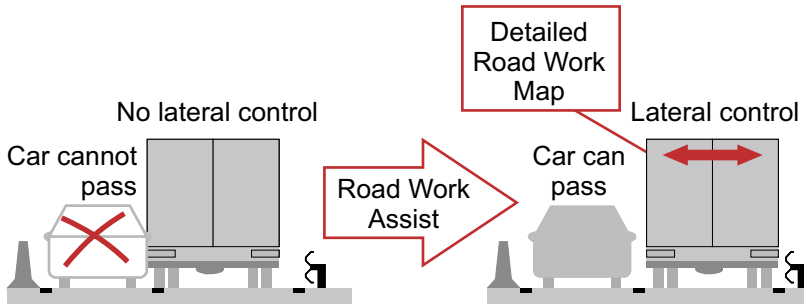 No lateral control
Car cannot
pass
Road Work
Assist
Detailed
Road Work
Map
Lateral control
Car can
pass